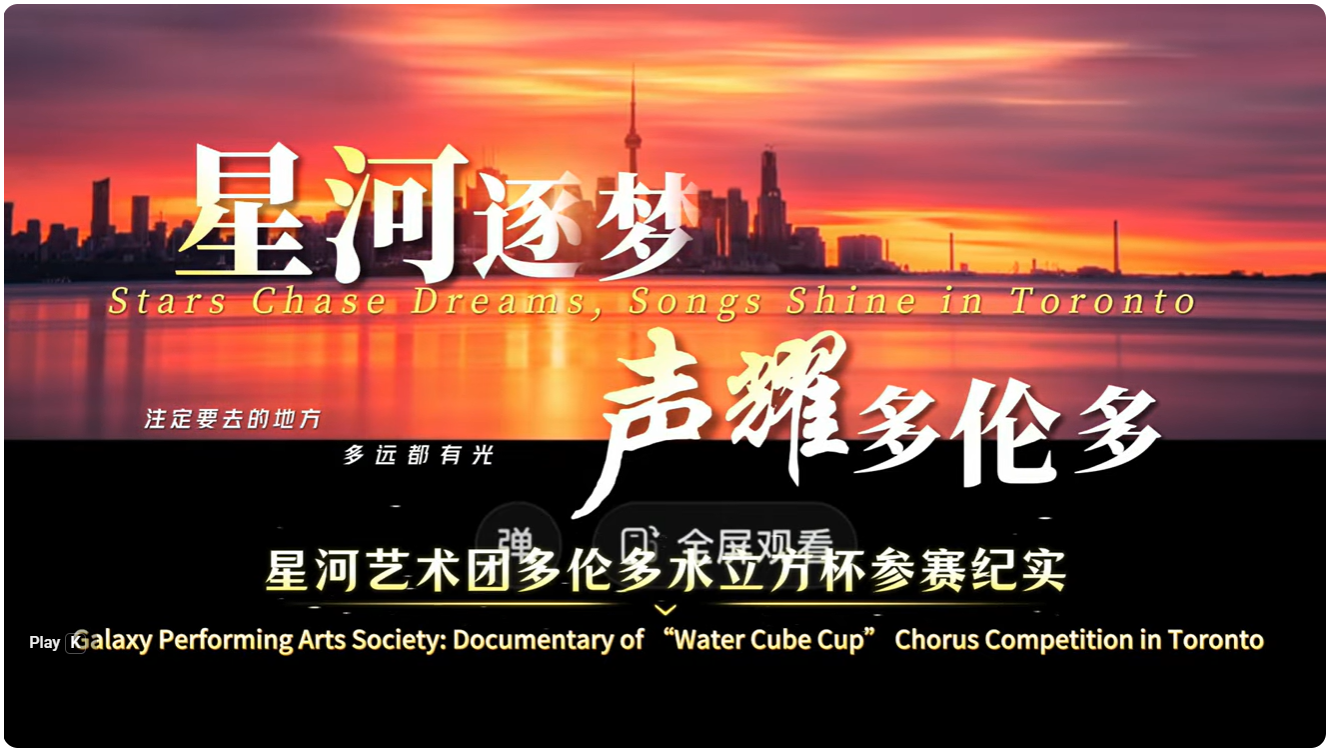 星河逐梦
Stars Chase Dreams, Songs Shine in Toronto
声耀多伦多
注定要去的地方
多远都有光
弹 全屏观看
星河艺术团多伦多水立方杯参赛纪实
Galaxy Performing Arts Society: Documentary of “Water Cube Cup” Chorus Competition in Toronto
Play K